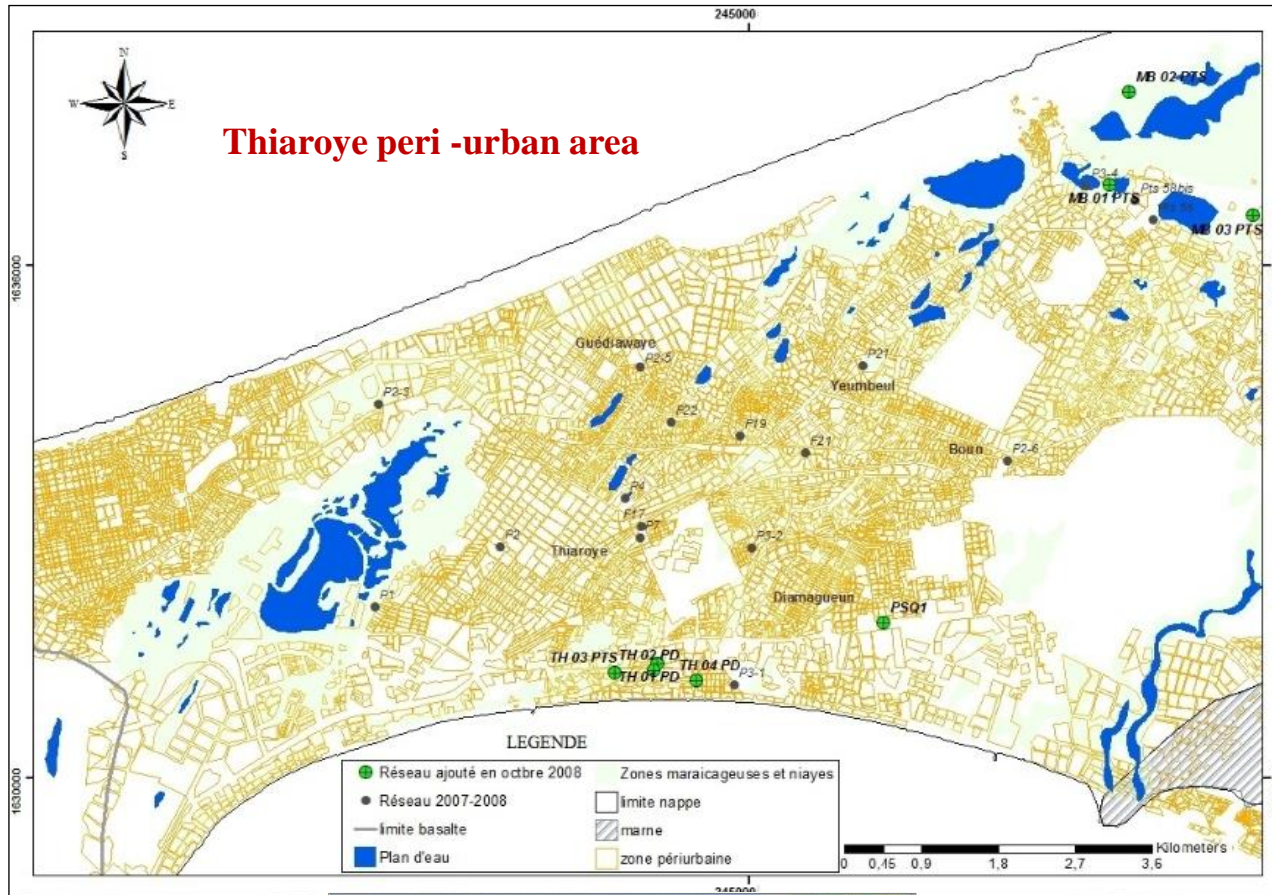 245000
N
W E
S
Thiaroye peri -urban area
MB 02 PTS
P3-4
Pts 58bis
MB 01 PTS
MB 03 PTS
1636000
Guédiawaye
P2-5
P21
Yeumbeul
P2-3
P22
F19
F21
Boun
P2-6
P4
F17
P7
P2
Thiaroye
P3-2
P1
Diamagueun
PSQ1
TH 03 PTS
TH 02 PD
TH 04 PD
TH 01 PD
P3-1
1630000
LEGENDE
Réseau ajouté en octbre 2008
Zones maraicageuses et niayes
Réseau 2007-2008
limite nappe
limite basalte
marne
Plan d'eau
zone périurbaine
Kilometers
0 0,45 0,9 1,8 2,7 3,6
245000